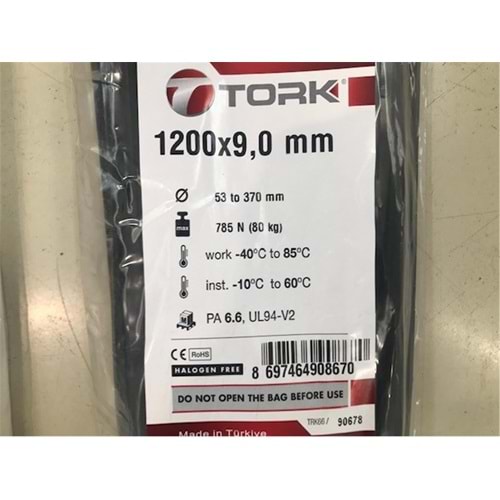 TORK®
1200x9,0 mm
Ø 53 to 370 mm
max 785 N (80 kg)
work -40°C to 85°C
inst. -10°C to 60°C
M PA 6.6, UL94-V2
CE RoHS
HALOGEN FREE
8 697464908670
DO NOT OPEN THE BAG BEFORE USE
TRK66 / 90678
Made in Türkiye